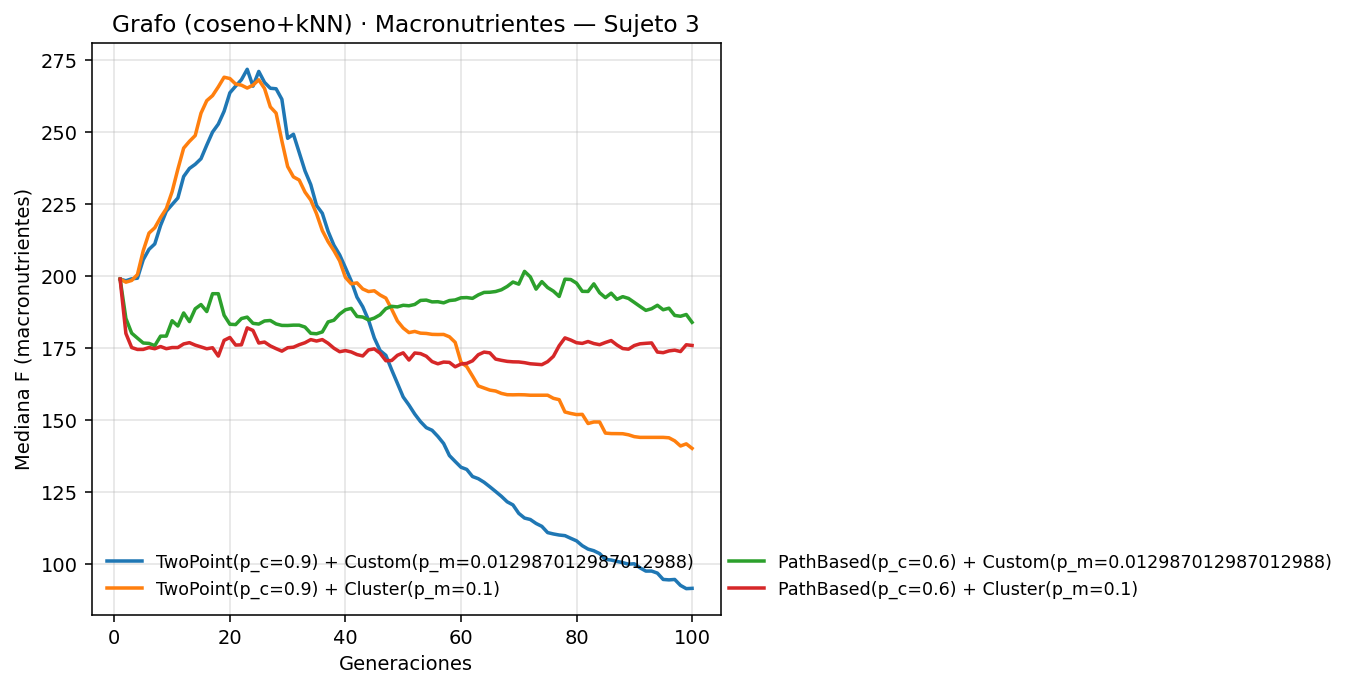 Grafo (coseno+kNN) · Macronutrientes — Sujeto 3
Mediana F (macronutrientes)
275
250
225
200
175
150
125
100
TwoPoint(p_c=0.9) + Custom(p_m=0.012987012987012988)
TwoPoint(p_c=0.9) + Cluster(p_m=0.1)
PathBased(p_c=0.6) + Custom(p_m=0.012987012987012988)
PathBased(p_c=0.6) + Cluster(p_m=0.1)
0 20 40 60 80 100
Generaciones